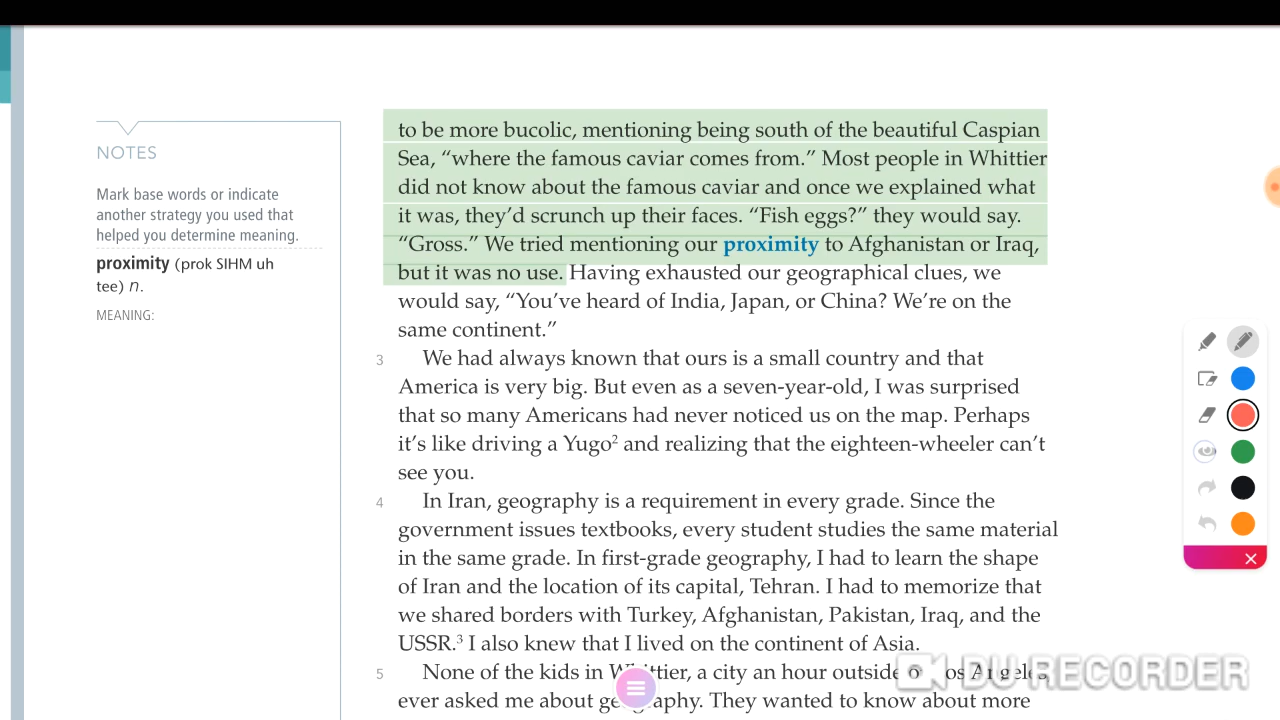 NOTES
Mark base words or indicate
another strategy you used that
helped you determine meaning.
proximity (prok SIHM uh
tee) n.
MEANING:
to be more bucolic, mentioning being south of the beautiful Caspian
Sea, “where the famous caviar comes from.” Most people in Whittier
did not know about the famous caviar and once we explained what
it was, they’d scrunch up their faces. “Fish eggs?” they would say.
“Gross.” We tried mentioning our proximity to Afghanistan or Iraq,
but it was no use. Having exhausted our geographical clues, we
would say, “You’ve heard of India, Japan, or China? We’re on the
same continent.”
3 We had always known that ours is a small country and that
America is very big. But even as a seven-year-old, I was surprised
that so many Americans had never noticed us on the map. Perhaps
it’s like driving a Yugo² and realizing that the eighteen-wheeler can’t
see you.
4 In Iran, geography is a requirement in every grade. Since the
government issues textbooks, every student studies the same material
in the same grade. In first-grade geography, I had to learn the shape
of Iran and the location of its capital, Tehran. I had to memorize that
we shared borders with Turkey, Afghanistan, Pakistan, Iraq, and the
USSR.³ I also knew that I lived on the continent of Asia.
5 None of the kids in Whittier, a city an hour outside of Los Angeles,
ever asked me about geography. They wanted to know about more
DU RECORDER